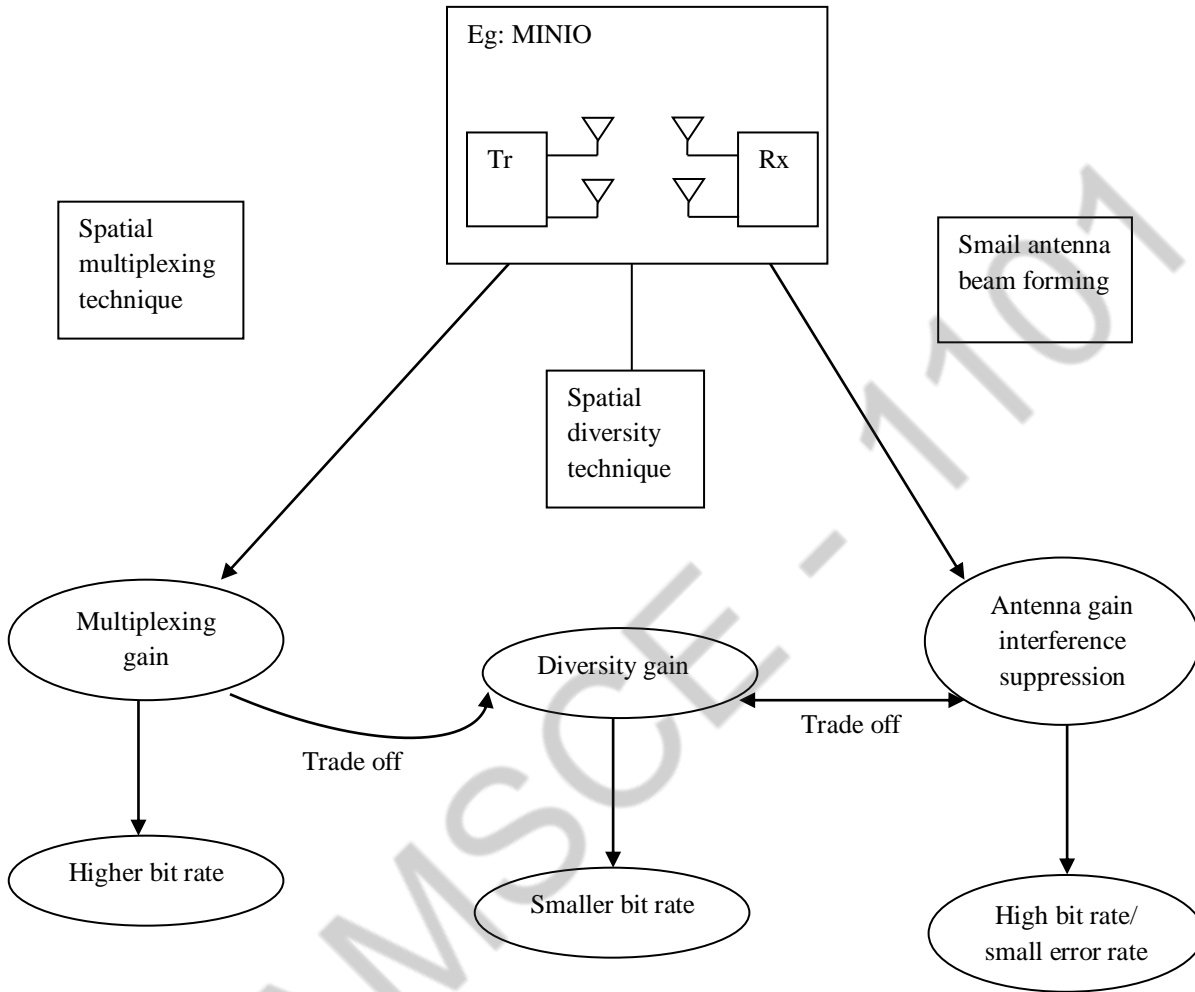 Eg: MINIO
Tr
Rx
Spatial
multiplexing
technique
Smail antenna
beam forming
Spatial
diversity
technique
Multiplexing
gain
Diversity gain
Antenna gain
interference
suppression
Trade off
Trade off
Higher bit rate
Smaller bit rate
High bit rate/
small error rate
AMSCE - 1101